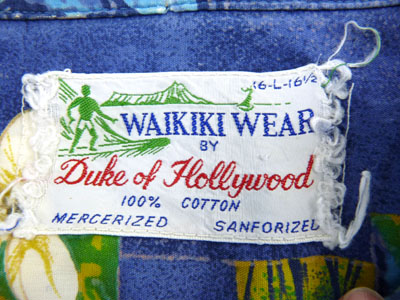 16-L-16½
WAIKIKI WEAR
BY
Duke of Hollywood
100% COTTON
MERCERIZED SANFORIZED